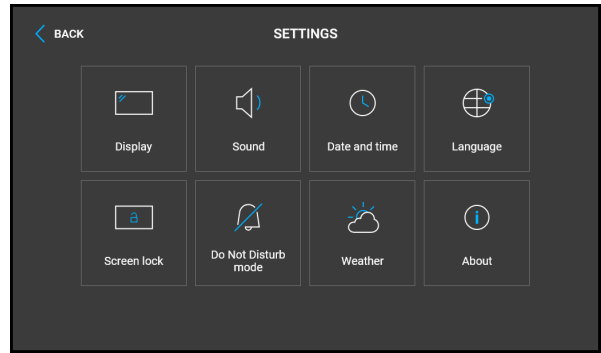 BACK
SETTINGS
Display
Sound
Date and time
Language
Screen lock
Do Not Disturb
mode
Weather
About